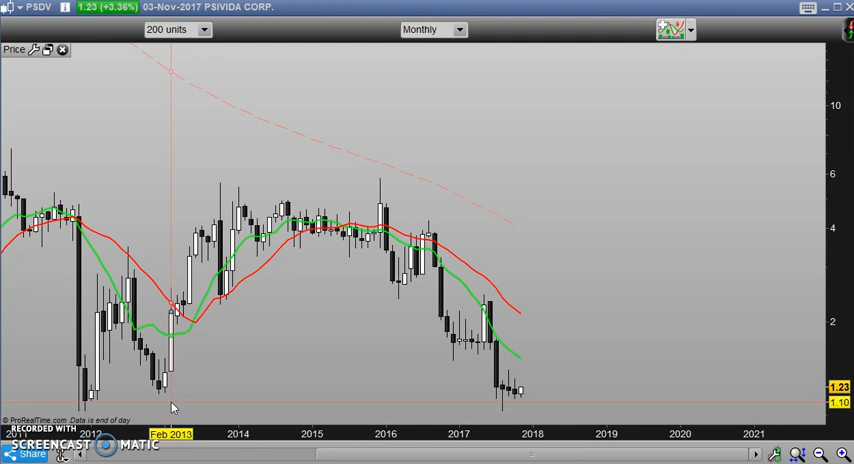 PSDV i 1.23 (+3.36%) 03-Nov-2017 PSIVIDA CORP.
200 units Monthly
Price
10
6
4
2
1.23
1.10
© ProRealTime.com Data is end of day
2011 2012 Feb 2013 2014 2015 2016 2017 2018 2019 2020 2021
RECORDED WITH
SCREENCAST MATIC
Share